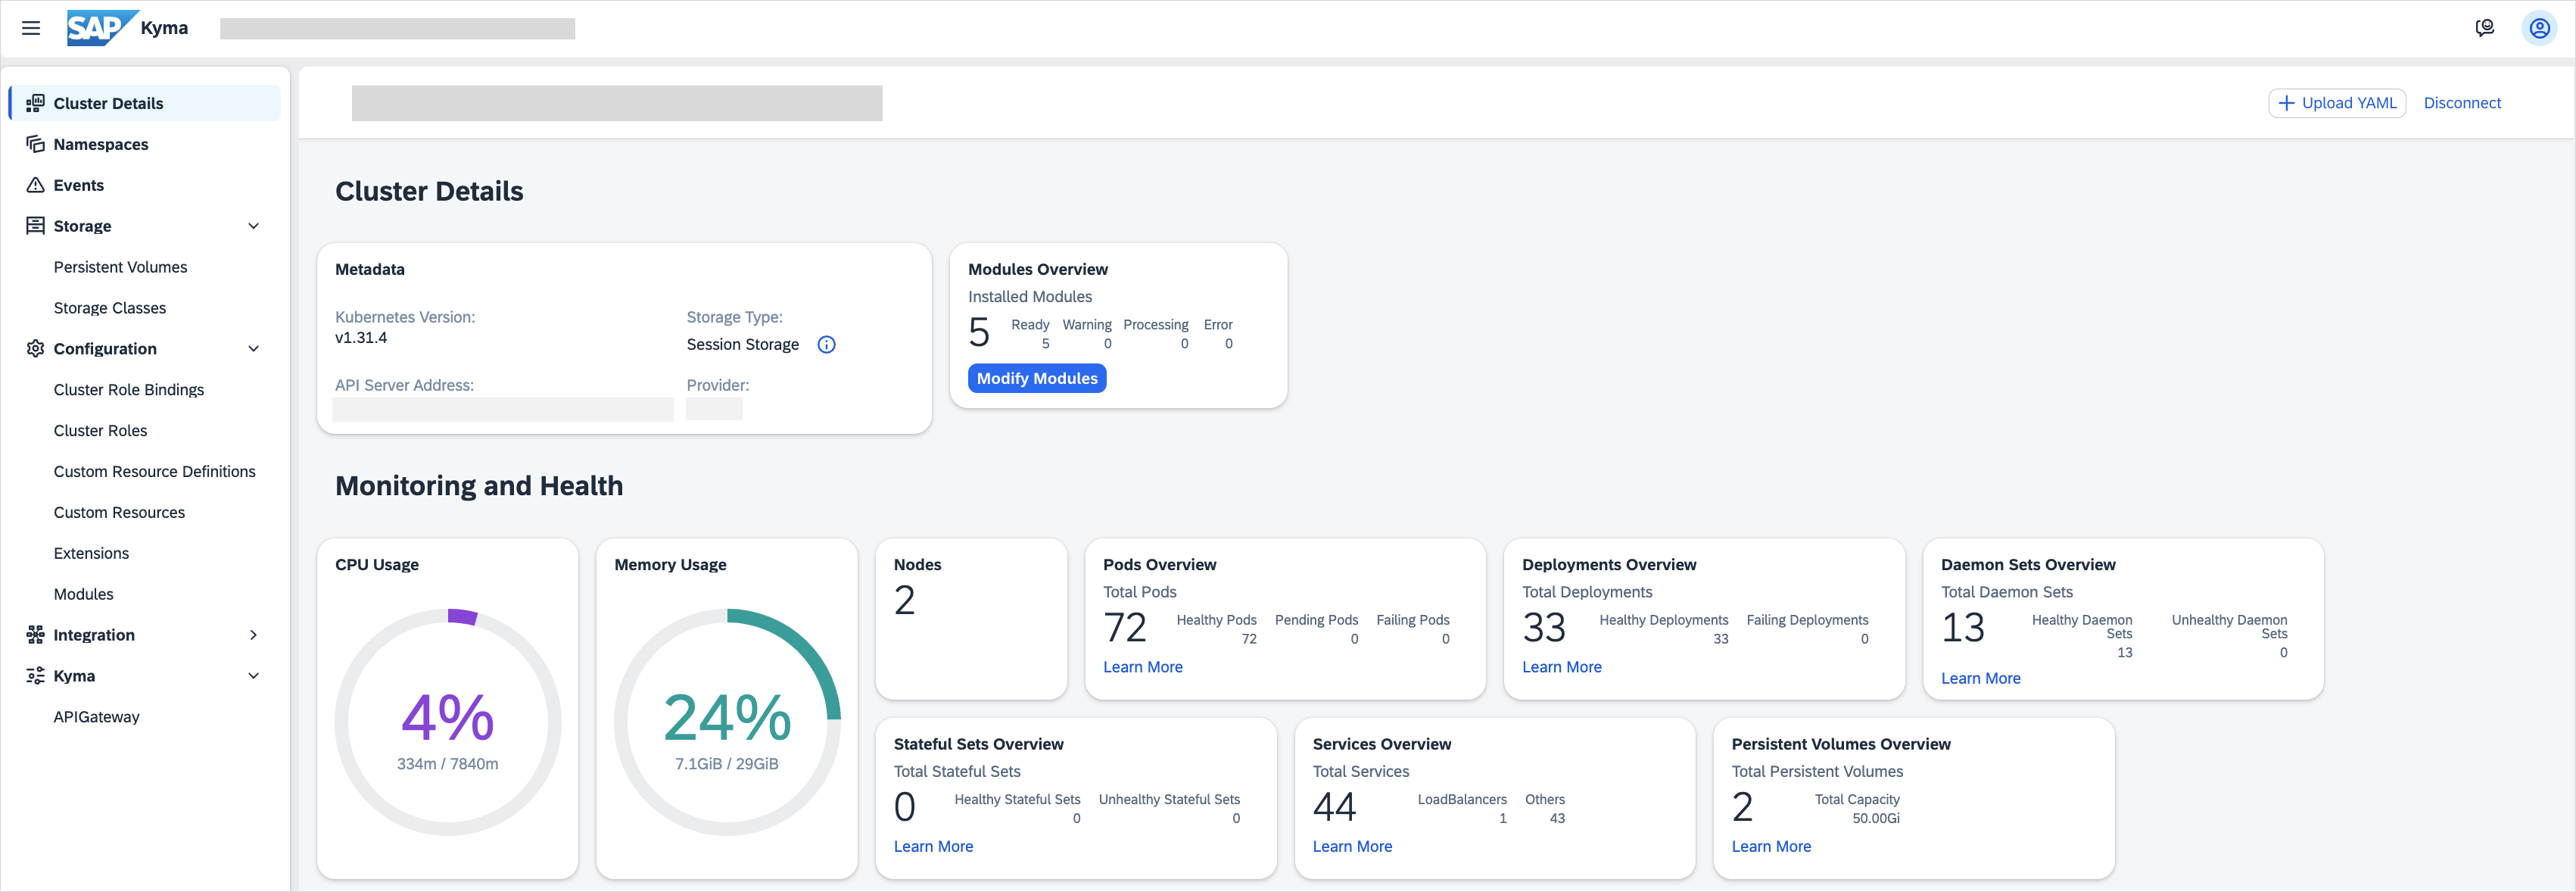 SAP Kyma
Cluster Details
Namespaces
Events
Storage
Persistent Volumes
Storage Classes
Configuration
Cluster Role Bindings
Cluster Roles
Custom Resource Definitions
Custom Resources
Extensions
Modules
Integration
Kyma
APIGateway
Upload YAML Disconnect
Cluster Details
Metadata
Kubernetes Version:
v1.31.4
Storage Type:
Session Storage
API Server Address:
Provider:
Modules Overview
Installed Modules
5
Ready Warning Processing Error
5 0 0 0
Modify Modules
Monitoring and Health
CPU Usage
4%
334m / 7840m
Memory Usage
24%
7.1GiB / 29GiB
Nodes
2
Pods Overview
Total Pods
72
Healthy Pods Pending Pods Failing Pods
72 0 0
Learn More
Deployments Overview
Total Deployments
33
Healthy Deployments Failing Deployments
33 0
Learn More
Daemon Sets Overview
Total Daemon Sets
13
Healthy Daemon Unhealthy Daemon
Sets Sets
13 0
Learn More
Stateful Sets Overview
Total Stateful Sets
0
Healthy Stateful Sets Unhealthy Stateful Sets
0 0
Learn More
Services Overview
Total Services
44
LoadBalancers Others
1 43
Learn More
Persistent Volumes Overview
Total Persistent Volumes
2
Total Capacity
50.00Gi
Learn More